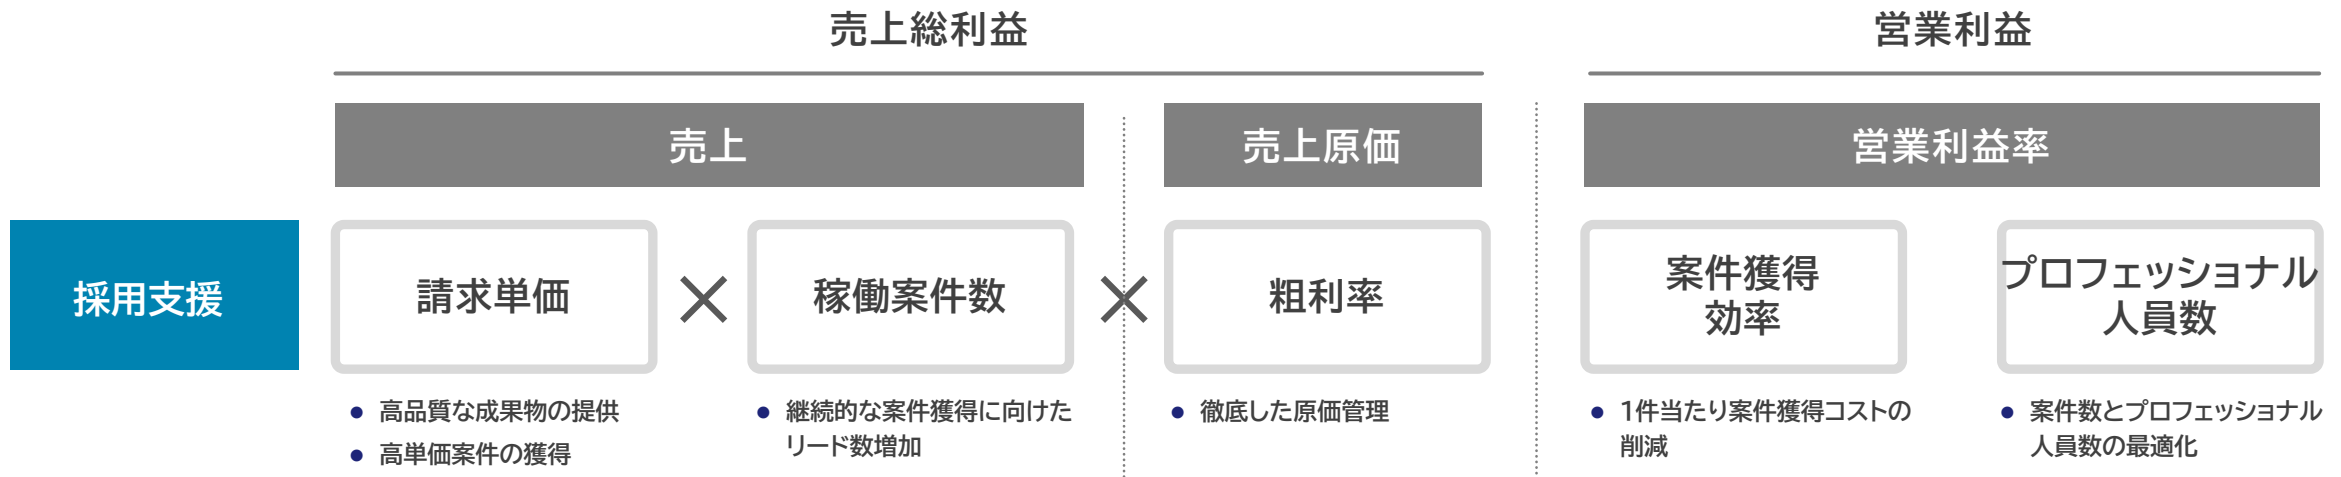 売上総利益
営業利益
売上
売上原価
営業利益率
採用支援
請求単価
×
稼働案件数
×
粗利率
案件獲得
効率
プロフェッショナル
人員数
● 高品質な成果物の提供
● 高単価案件の獲得
● 継続的な案件獲得に向けた
リード数増加
● 徹底した原価管理
● 1件当たり案件獲得コストの
削減
● 案件数とプロフェッショナル
人員数の最適化